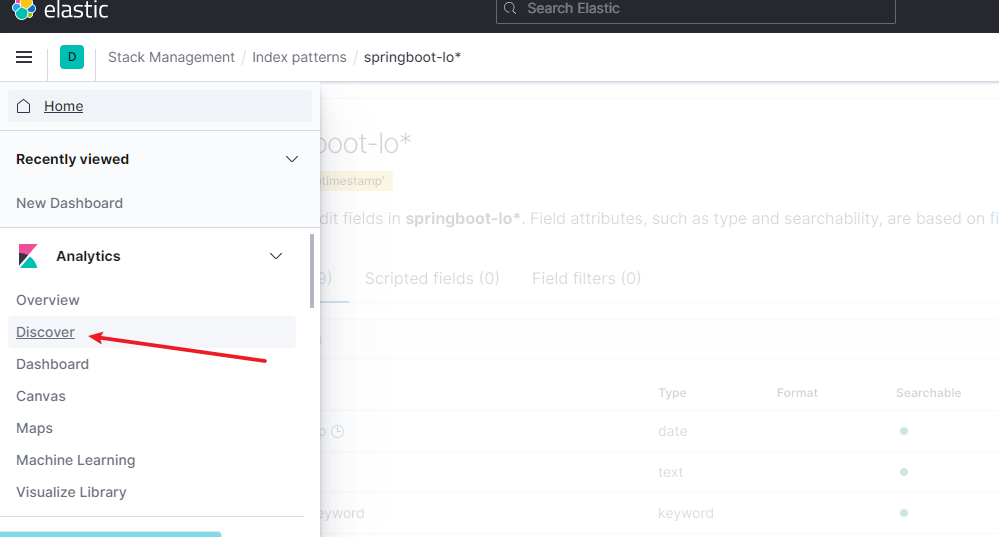 elastic
Search Elastic
D
Stack Management / Index patterns / springboot-lo*
Home
Recently viewed
New Dashboard
Analytics
Overview
Discover
Dashboard
Canvas
Maps
Machine Learning
Visualize Library
boot-lo*
timestamp'
dit fields in springboot-lo*. Field attributes, such as type and searchability, are based on fi
9) Scripted fields (0) Field filters (0)
Type Format Searchable
date
text
eyword keyword